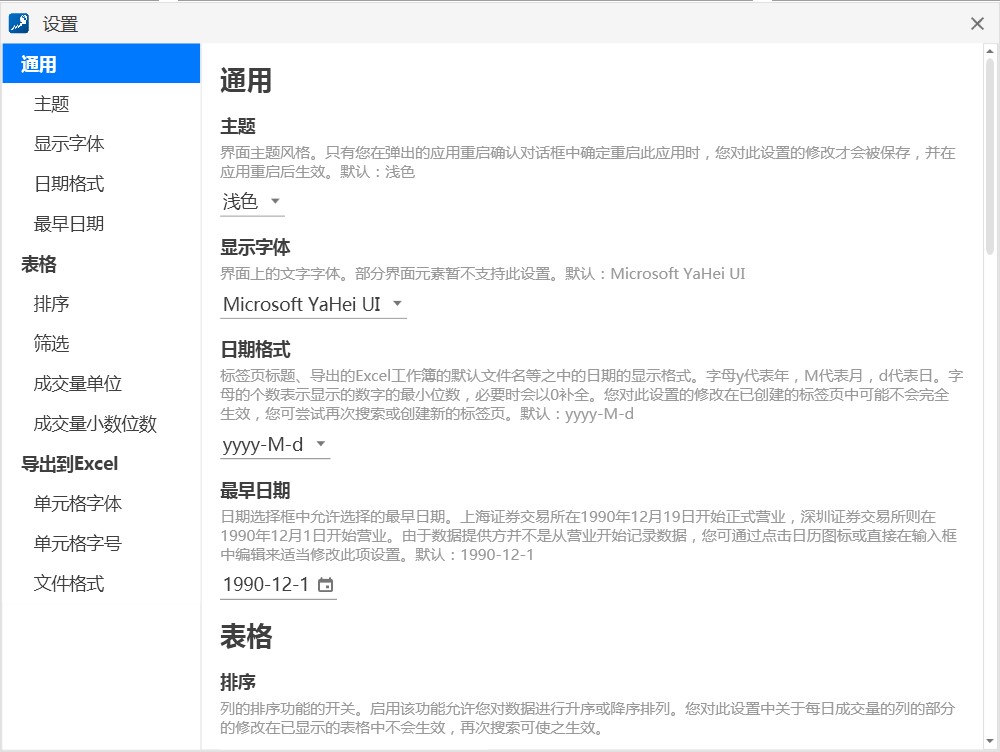 设置
通用
主题
显示字体
日期格式
最早日期
表格
排序
筛选
成交量单位
成交量小数位数
导出到Excel
单元格字体
单元格字号
文件格式
通用
主题
界面主题风格。只有您在弹出的应用重启确认对话框中确定重启此应用时，您对此设置的修改才会被保存，并在
应用重启后生效。默认：浅色
浅色
显示字体
界面上的文字字体。部分界面元素暂不支持此设置。默认：Microsoft YaHei UI
Microsoft YaHei UI
日期格式
标签页标题、导出的Excel工作簿的默认文件名等之中的日期的显示格式。字母y代表年，M代表月，d代表日。字
母的个数表示显示的数字的最小位数，必要时会以0补全。您对此设置的修改在已创建的标签页中可能不会完全
生效，您可尝试再次搜索或创建新的标签页。默认：yyyy-M-d
yyyy-M-d
最早日期
日期选择框中允许选择的最早日期。上海证券交易所在1990年12月19日开始正式营业，深圳证券交易所则在
1990年12月1日开始营业。由于数据提供方并不是从营业开始记录数据，您可通过点击日历图标或直接在输入框
中编辑来适当修改此项设置。默认：1990-12-1
1990-12-1
表格
排序
列的排序功能的开关。启用该功能允许您对数据进行升序或降序排列。您对此设置中关于每日成交量的列的部分
的修改在已显示的表格中不会生效，再次搜索可使之生效。